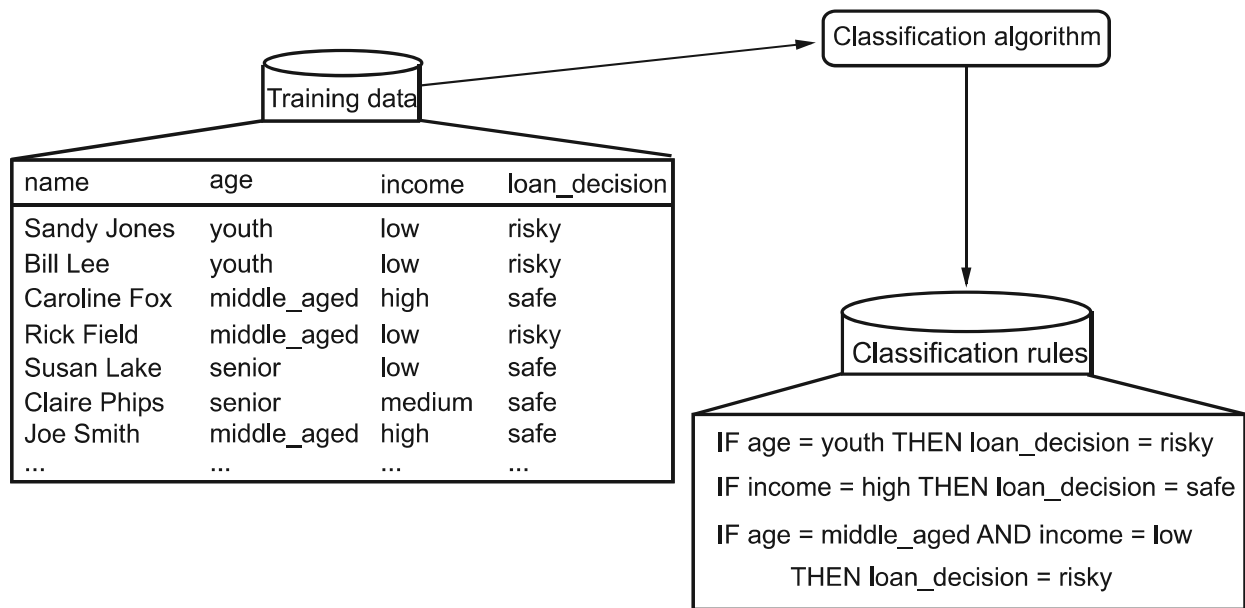 Classification algorithm
Training data
name age income loan_decision
Sandy Jones youth low risky
Bill Lee youth low risky
Caroline Fox middle_aged high safe
Rick Field middle_aged low risky
Susan Lake senior low safe
Claire Phips senior medium safe
Joe Smith middle_aged high safe
... ... ... ...
Classification rules
IF age = youth THEN loan_decision = risky
IF income = high THEN loan_decision = safe
IF age = middle_aged AND income = low
THEN loan_decision = risky